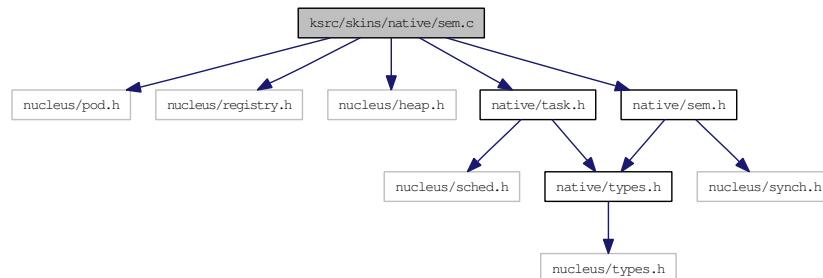 ksrc/skins/native/sem.c
nucleus/pod.h
nucleus/registry.h
nucleus/heap.h
native/task.h
native/sem.h
nucleus/sched.h
native/types.h
nucleus/synch.h
nucleus/types.h